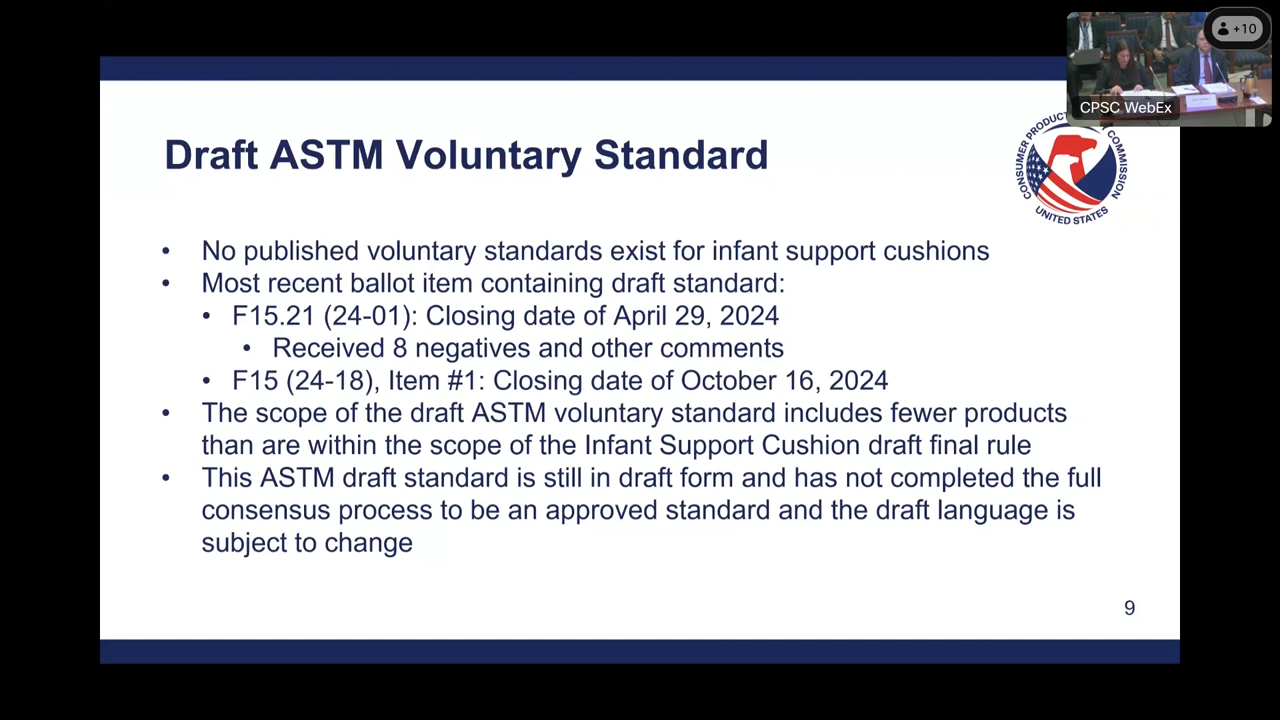 +10
CPSC WebEx
Draft ASTM Voluntary Standard
CONSUMER PRODUCT COMMISSION
UNITED STATES
• No published voluntary standards exist for infant support cushions
• Most recent ballot item containing draft standard:
• F15.21 (24-01): Closing date of April 29, 2024
• Received 8 negatives and other comments
• F15 (24-18), Item #1: Closing date of October 16, 2024
• The scope of the draft ASTM voluntary standard includes fewer products
than are within the scope of the Infant Support Cushion draft final rule
• This ASTM draft standard is still in draft form and has not completed the full
consensus process to be an approved standard and the draft language is
subject to change
9